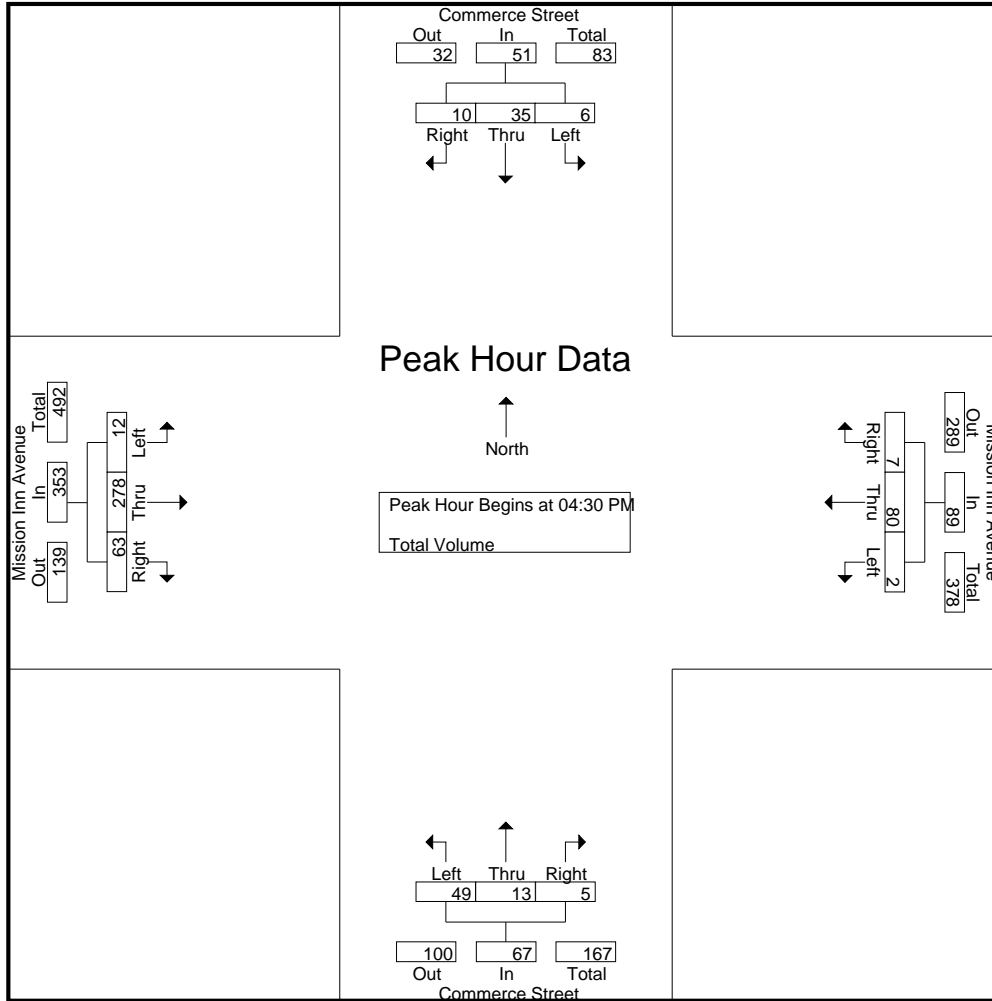 Commerce Street
Out In Total
32 51 83
10 35 6
Right Thru Left
Peak Hour Data
North
Peak Hour Begins at 04:30 PM
Total Volume
Mission Inn Avenue
Out In Total
139 353 492
63 278 12
Right Thru Left
Mission Inn Avenue
Out In Total
289 89 378
7 80 2
Right Thru Left
Left Thru Right
49 13 5
100 67 167
Out In Total
Commerce Street